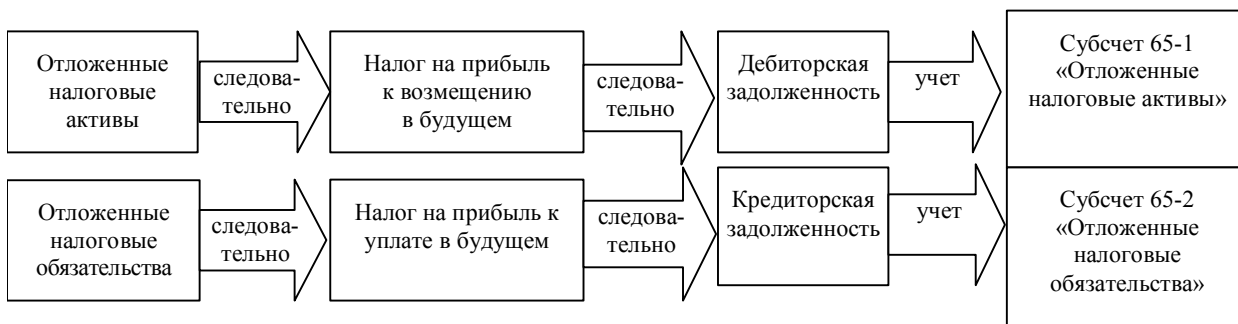 Отложенные
налоговые
активы
следова-
тельно
Налог на прибыль
к возмещению
в будущем
следова-
тельно
Дебиторская
задолженность
учет
Субсчет 65-1
«Отложенные
налоговые активы»
Отложенные
налоговые
обязательства
следова-
тельно
Налог на прибыль к
уплате в будущем
следова-
тельно
Кредиторская
задолженность
учет
Субсчет 65-2
«Отложенные
налоговые
обязательства»